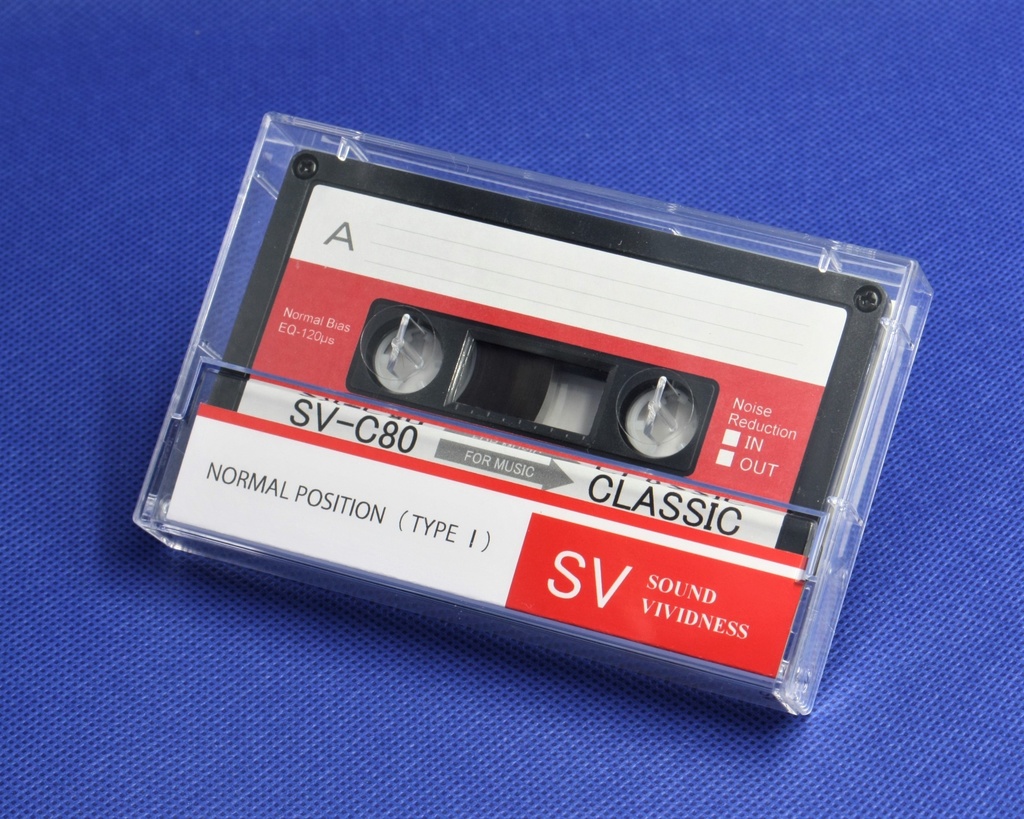 A
Normal Bias
EQ-120µs
Noise
Reduction
IN
OUT
SV-C80
FOR MUSIC
CLASSIC
NORMAL POSITION (TYPE I)
SV
SOUND
VIVIDNESS